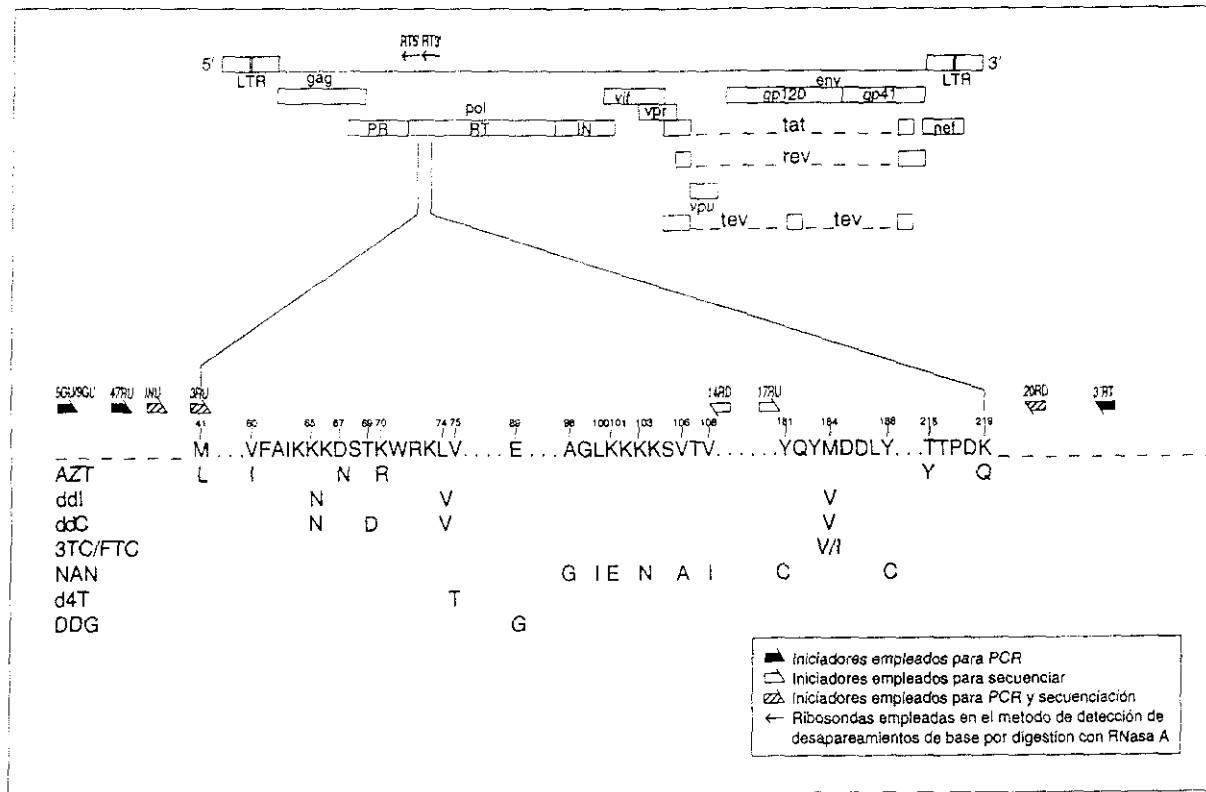 RT5' RT3'
5' 3'
LTR LTR
gag env
vif gp120 gp41
pol vpr
PR RT IN tat nef
rev
vpu
tev tev
5GU/9GU' 47RU INU 3RU 14RD 17RU 20RD 3'RT
41 60 65 67 69 70 74 75 89 98 100 101 103 106 108 181 184 188 215 219
M...VFAIKKKDSTKWRKLV....E...AGLKKKKSVTV......YQYMDDLY...TTPDK
AZT L I N R Y Q
ddI N V V
ddC N D V V
3TC/FTC V/I
NAN G I E N A I C C
d4T T
DDG G
Iniciadores empleados para PCR
Iniciadores empleados para secuenciar
Iniciadores empleados para PCR y secuenciación
Ribosondas empleadas en el metodo de detección de
desapareamientos de base por digestion con RNasa A